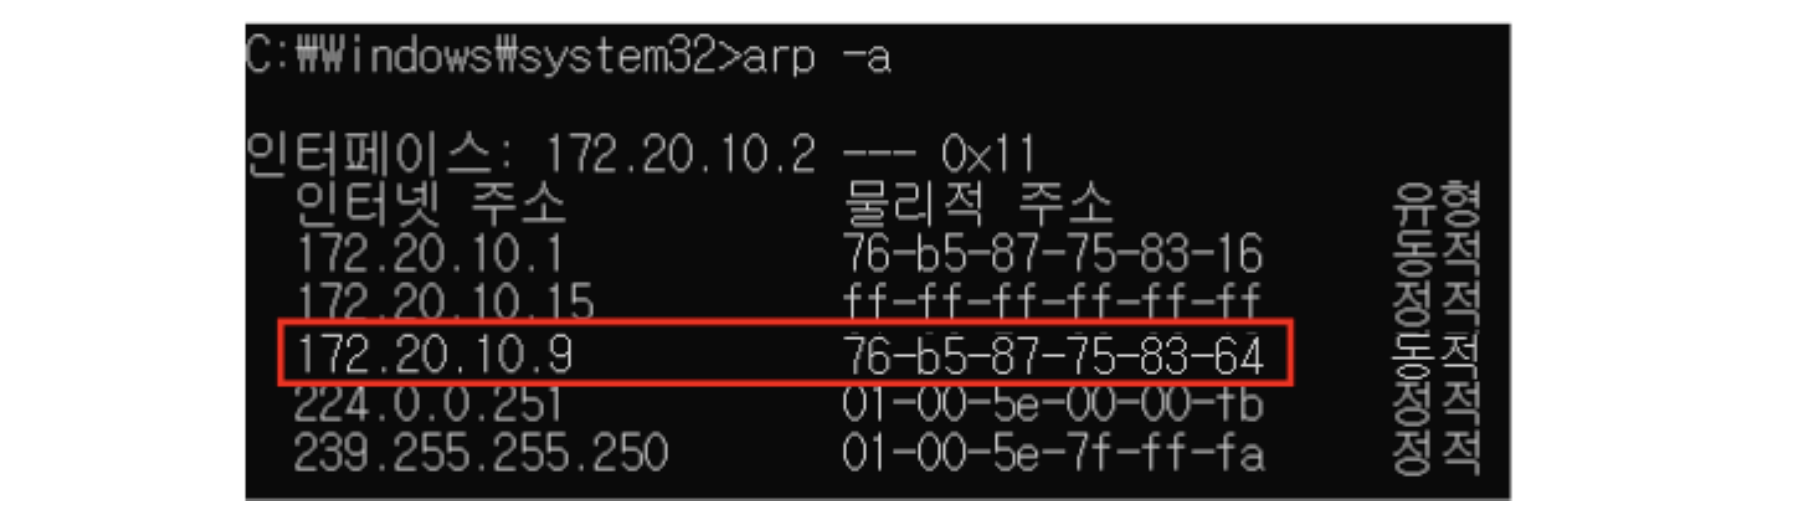 C:₩Windows₩system32>arp -a
인터페이스: 172.20.10.2 --- 0x11
인터넷 주소 물리적 주소 유형
172.20.10.1 76-b5-87-75-83-16 동적
172.20.10.15 ff-ff-ff-ff-ff-ff 정적
172.20.10.9 76-b5-87-75-83-64 동적
224.0.0.251 01-00-5e-00-00-fb 정적
239.255.255.250 01-00-5e-7f-ff-fa 정적